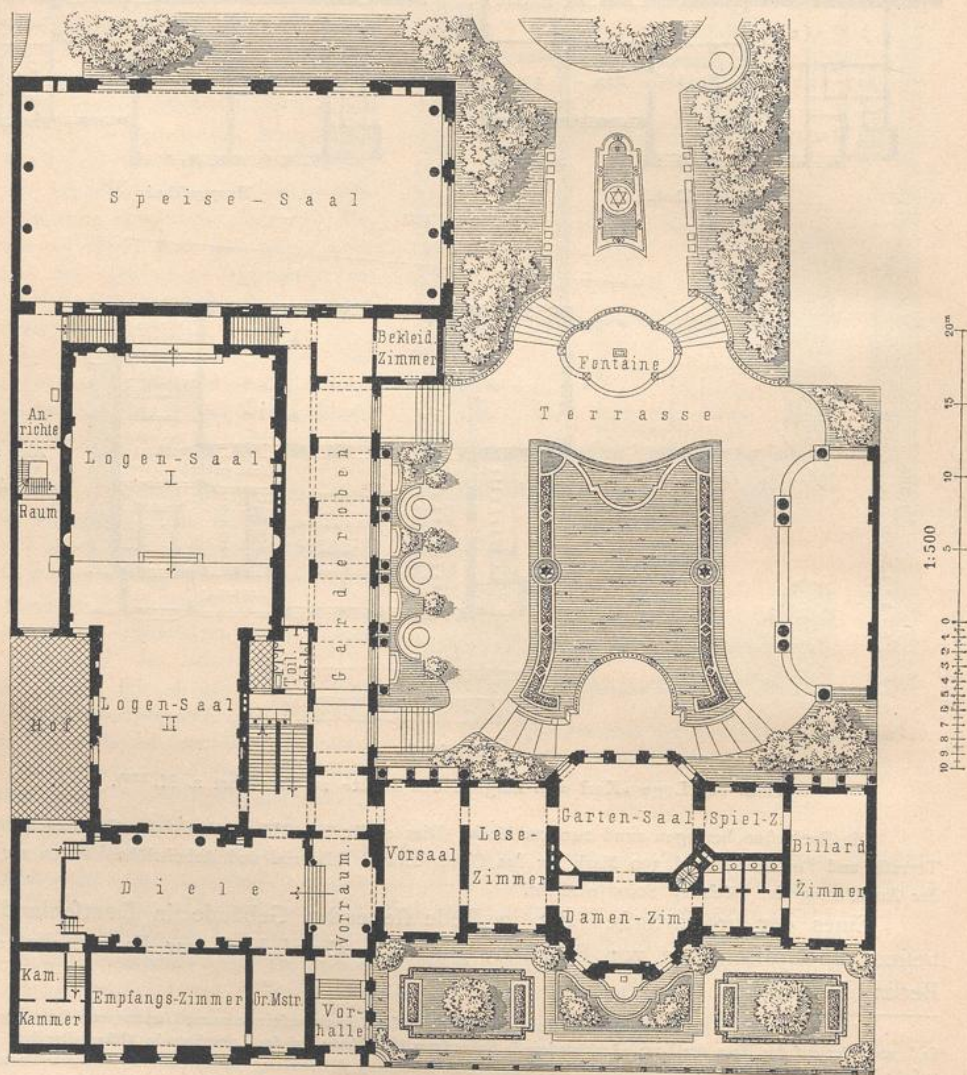 Speise-Saal
Bekleid.
Zimmer
Fontaine
Terrasse
An-
richte
Logen-Saal
I
Raum
Garderoben
Toil.
Hof
Logen-Saal
II
Vorsaal
Lese-
Zimmer
Garten-Saal
Spiel-Z.
Billard
Zimmer
Diele
Vorraum.
Damen-Zim.
Kam.
Kammer
Empfangs-Zimmer
Gr. Mstr.
Vor-
halle
1:500
10 9 8 7 6 5 4 3 2 1 0 5 10 15 20m